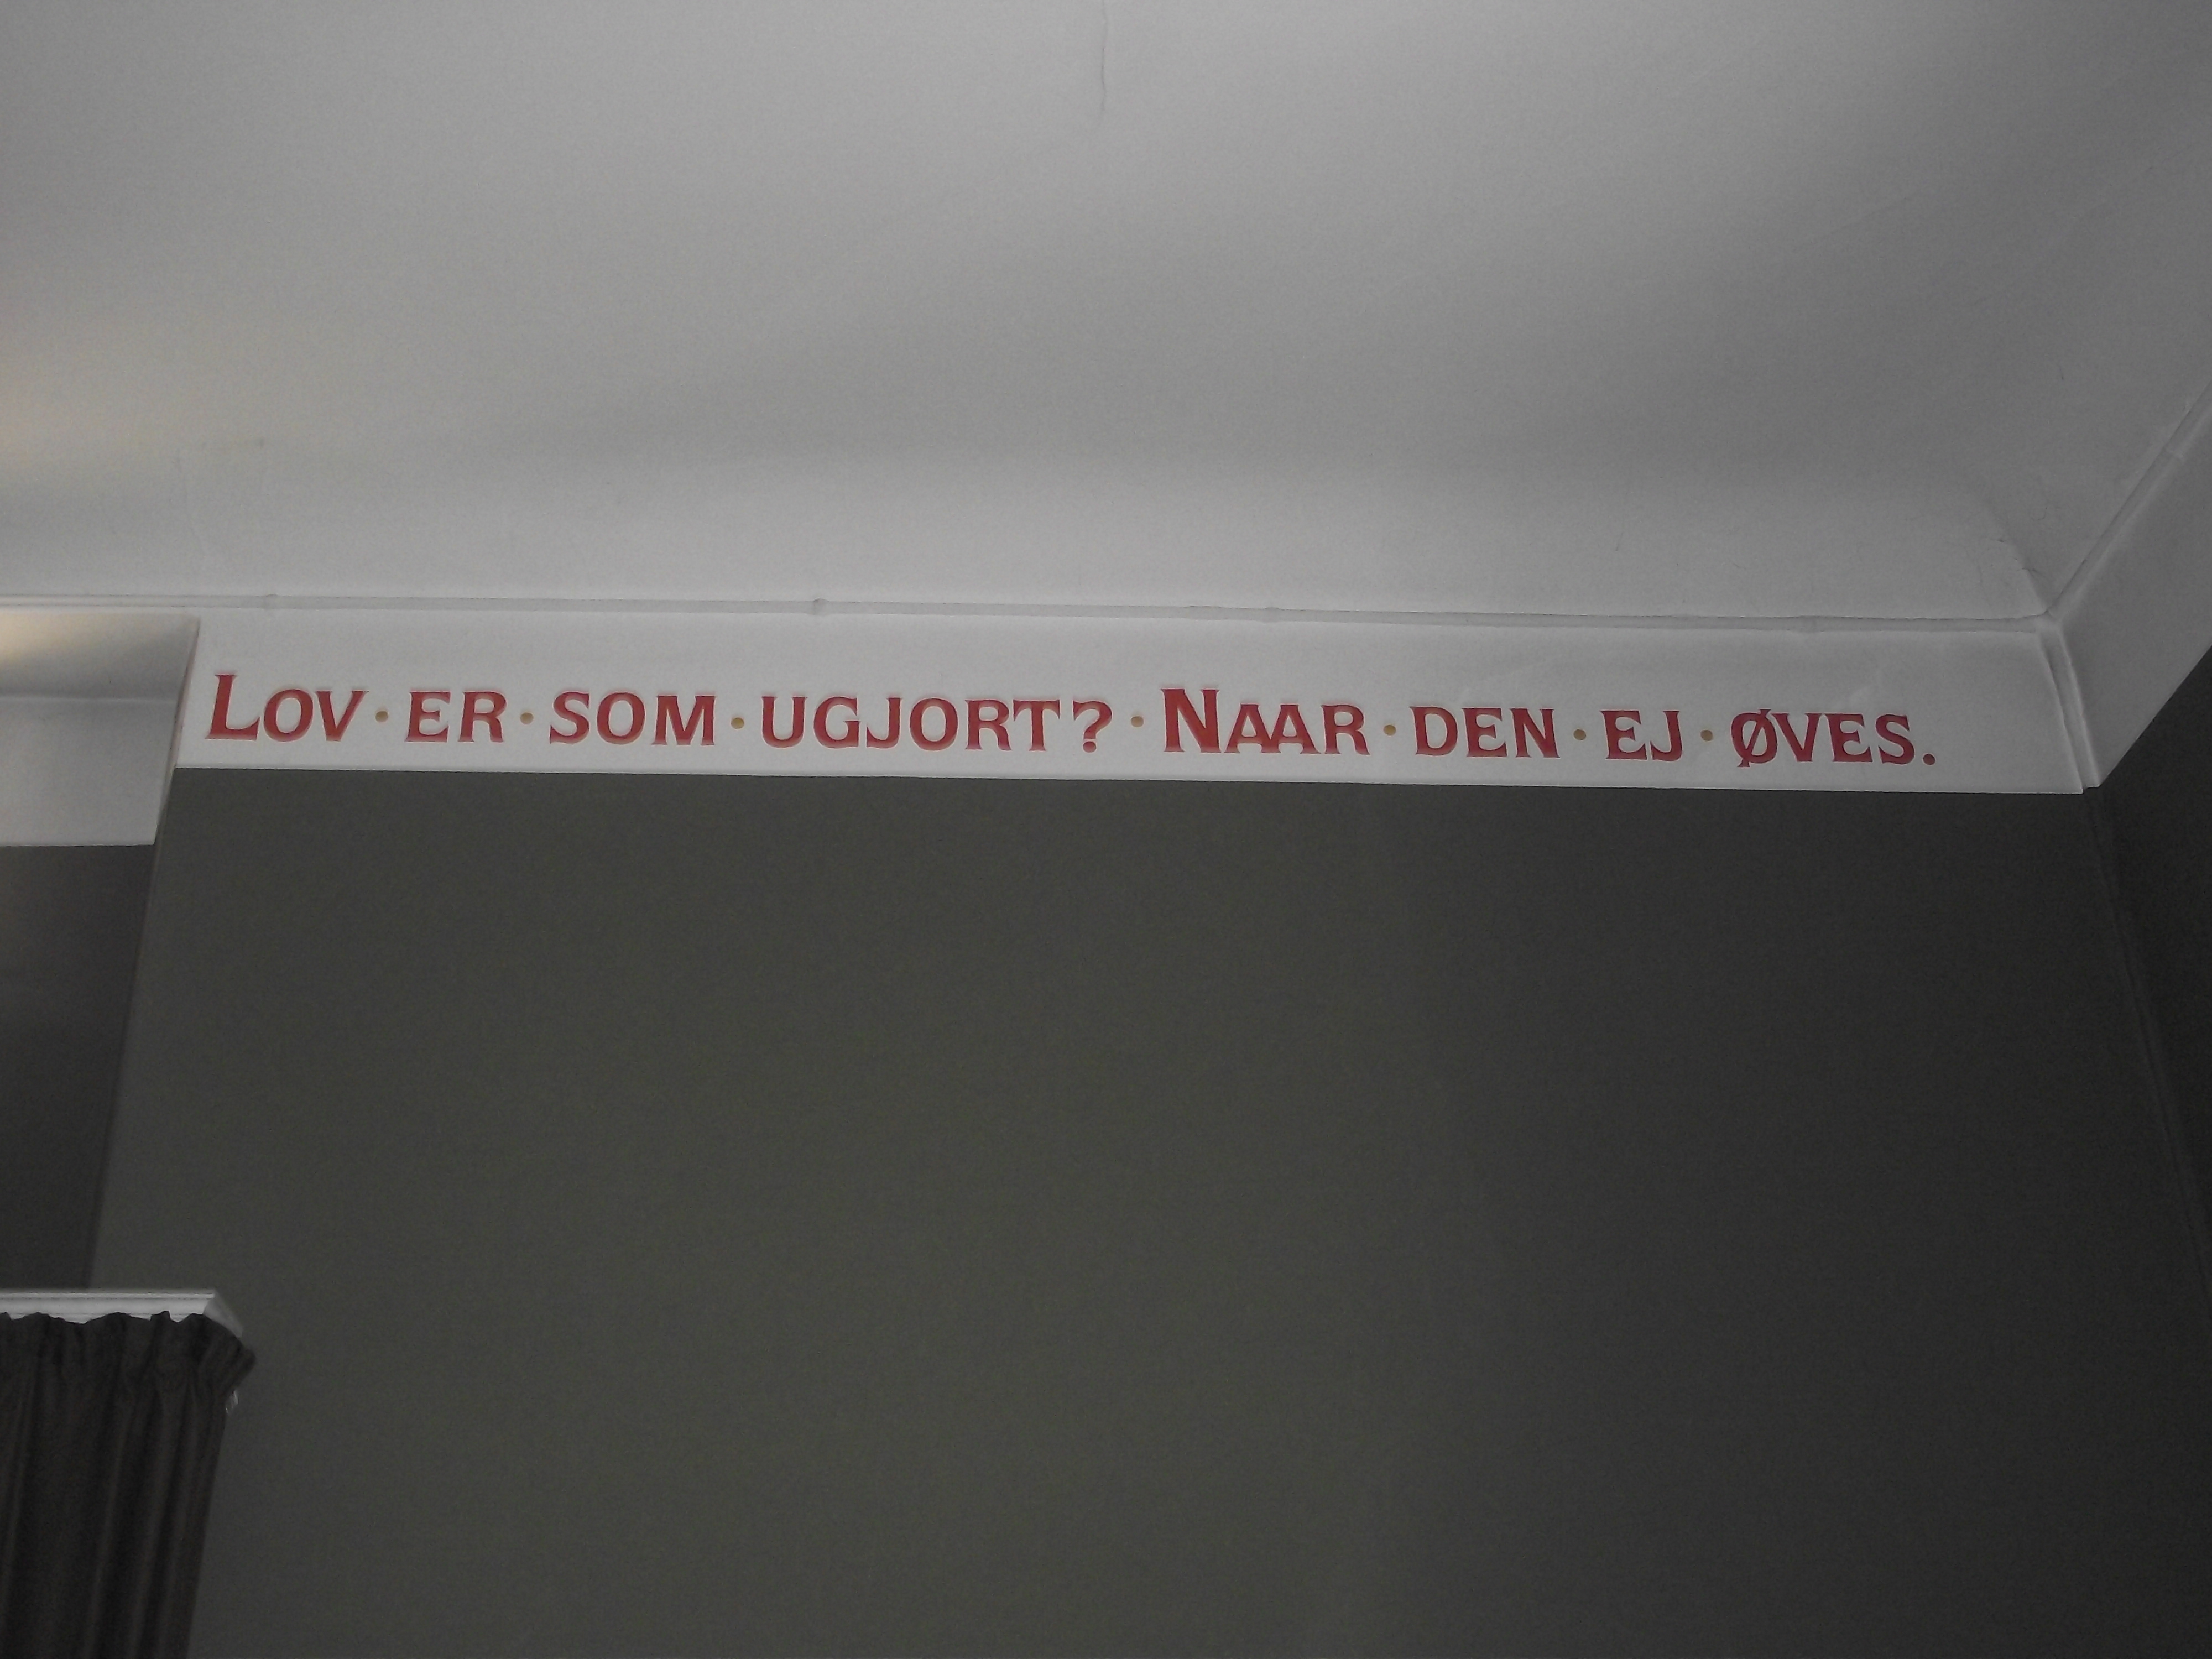 LOV · ER · SOM · UGJORT? · NAAR · DEN · EJ · ØVES.